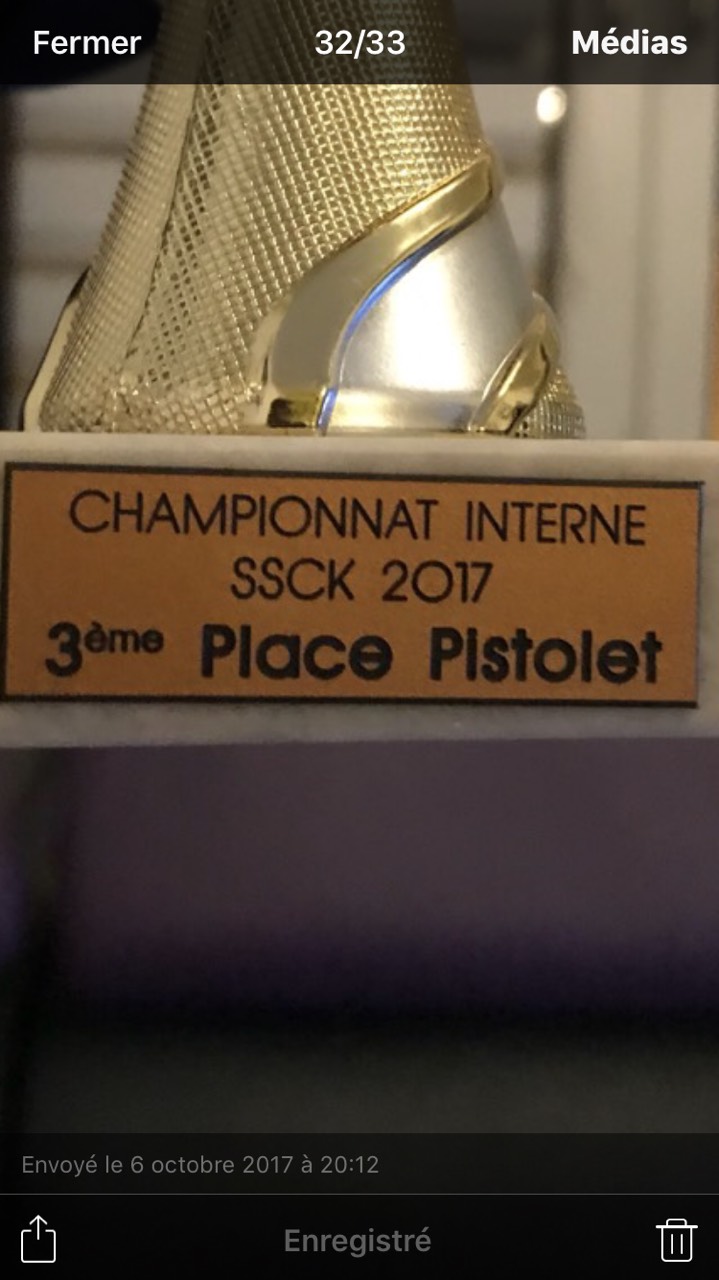 Fermer 32/33 Médias
CHAMPIONNAT INTERNE
SSCK 2017
3ème Place Pistolet
Envoyé le 6 octobre 2017 à 20:12
Enregistré